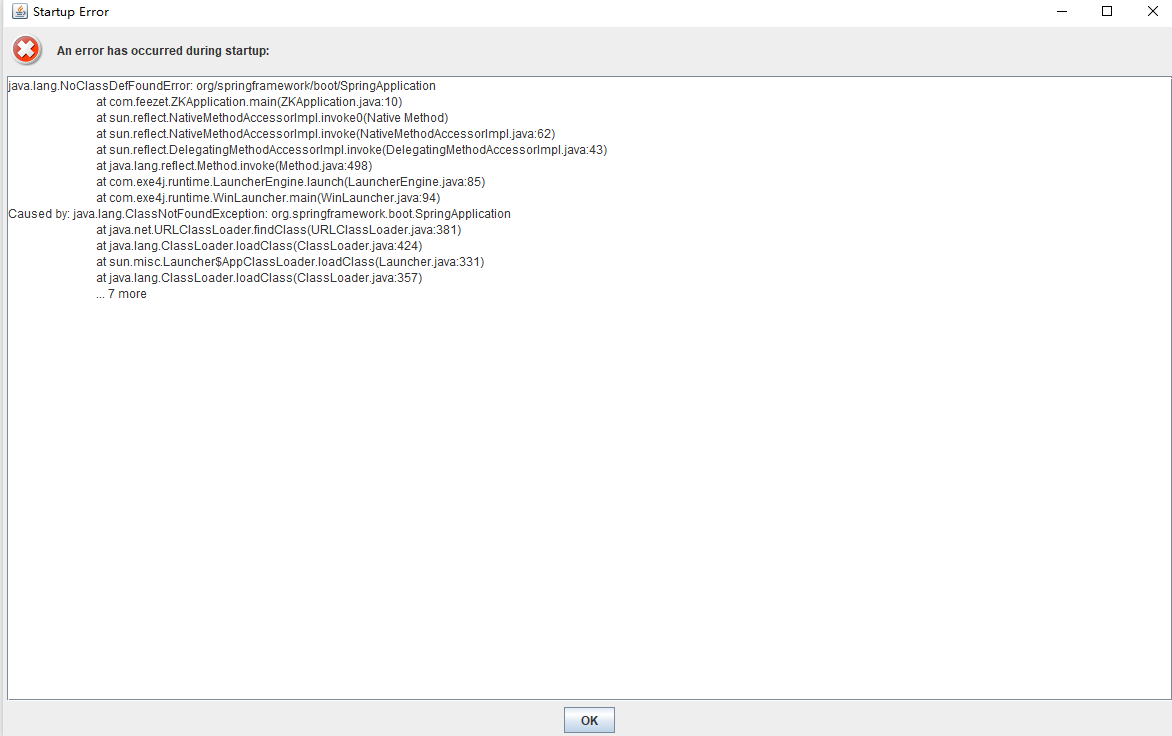 Startup Error
An error has occurred during startup:
java.lang.NoClassDefFoundError: org/springframework/boot/SpringApplication
at com.feezet.ZKApplication.main(ZKApplication.java:10)
at sun.reflect.NativeMethodAccessorImpl.invoke0(Native Method)
at sun.reflect.NativeMethodAccessorImpl.invoke(NativeMethodAccessorImpl.java:62)
at sun.reflect.DelegatingMethodAccessorImpl.invoke(DelegatingMethodAccessorImpl.java:43)
at java.lang.reflect.Method.invoke(Method.java:498)
at com.exe4j.runtime.LauncherEngine.launch(LauncherEngine.java:85)
at com.exe4j.runtime.WinLauncher.main(WinLauncher.java:94)
Caused by: java.lang.ClassNotFoundException: org.springframework.boot.SpringApplication
at java.net.URLClassLoader.findClass(URLClassLoader.java:381)
at java.lang.ClassLoader.loadClass(ClassLoader.java:424)
at sun.misc.Launcher$AppClassLoader.loadClass(Launcher.java:331)
at java.lang.ClassLoader.loadClass(ClassLoader.java:357)
... 7 more
OK